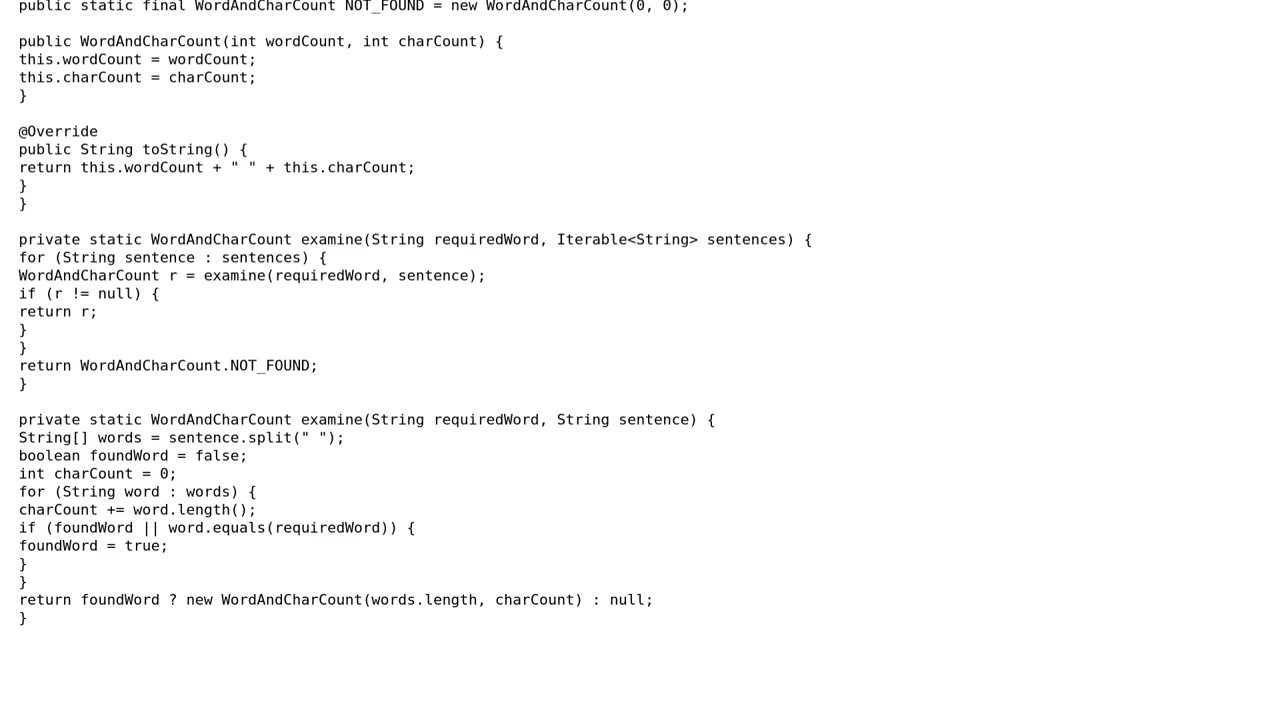 public static final WordAndCharCount NOT_FOUND = new WordAndCharCount(0, 0);

public WordAndCharCount(int wordCount, int charCount) {
this.wordCount = wordCount;
this.charCount = charCount;
}

@Override
public String toString() {
return this.wordCount + " " + this.charCount;
}
}

private static WordAndCharCount examine(String requiredWord, Iterable<String> sentences) {
for (String sentence : sentences) {
WordAndCharCount r = examine(requiredWord, sentence);
if (r != null) {
return r;
}
}
return WordAndCharCount.NOT_FOUND;
}

private static WordAndCharCount examine(String requiredWord, String sentence) {
String[] words = sentence.split(" ");
boolean foundWord = false;
int charCount = 0;
for (String word : words) {
charCount += word.length();
if (foundWord || word.equals(requiredWord)) {
foundWord = true;
}
}
return foundWord ? new WordAndCharCount(words.length, charCount) : null;
}